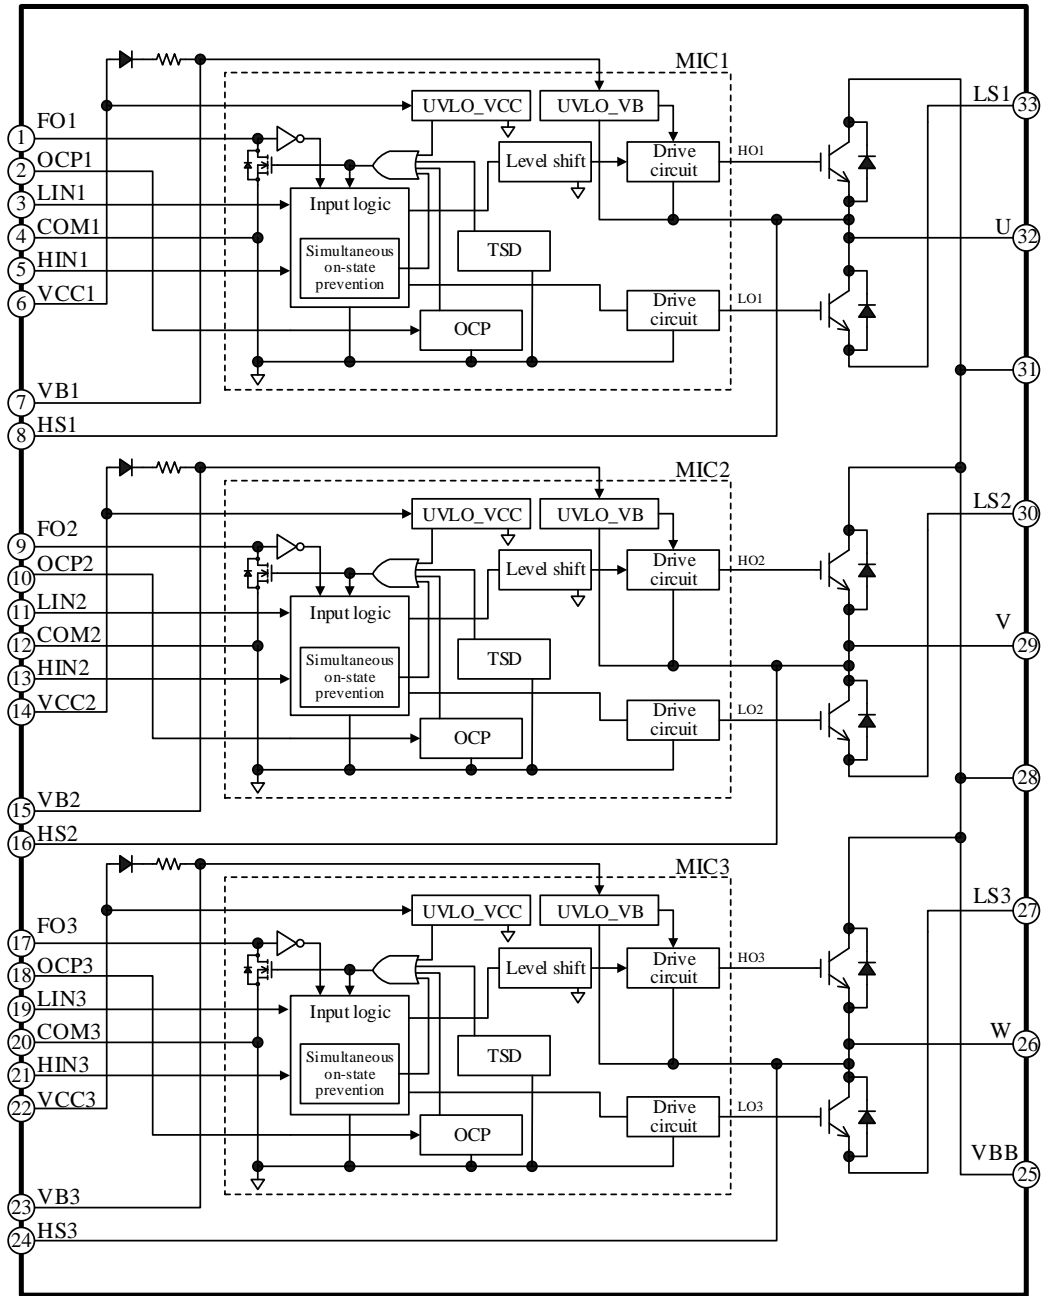 MIC1
UVLO_VCC
UVLO_VB
LS1
33
1
FO1
2
OCP1
3
LIN1
4
COM1
5
HIN1
6
VCC1
Level shift
Drive
circuit
HO1
Input logic
Simultaneous
on-state
prevention
TSD
U
32
OCP
Drive
circuit
LO1
31
7
VB1
8
HS1
MIC2
UVLO_VCC
UVLO_VB
LS2
30
9
FO2
10
OCP2
11
LIN2
12
COM2
13
HIN2
14
VCC2
Level shift
Drive
circuit
HO2
Input logic
Simultaneous
on-state
prevention
TSD
V
29
OCP
Drive
circuit
LO2
28
15
VB2
16
HS2
MIC3
UVLO_VCC
UVLO_VB
LS3
27
17
FO3
18
OCP3
19
LIN3
20
COM3
21
HIN3
22
VCC3
Level shift
Drive
circuit
HO3
Input logic
Simultaneous
on-state
prevention
TSD
W
26
OCP
Drive
circuit
LO3
VBB
25
23
VB3
24
HS3